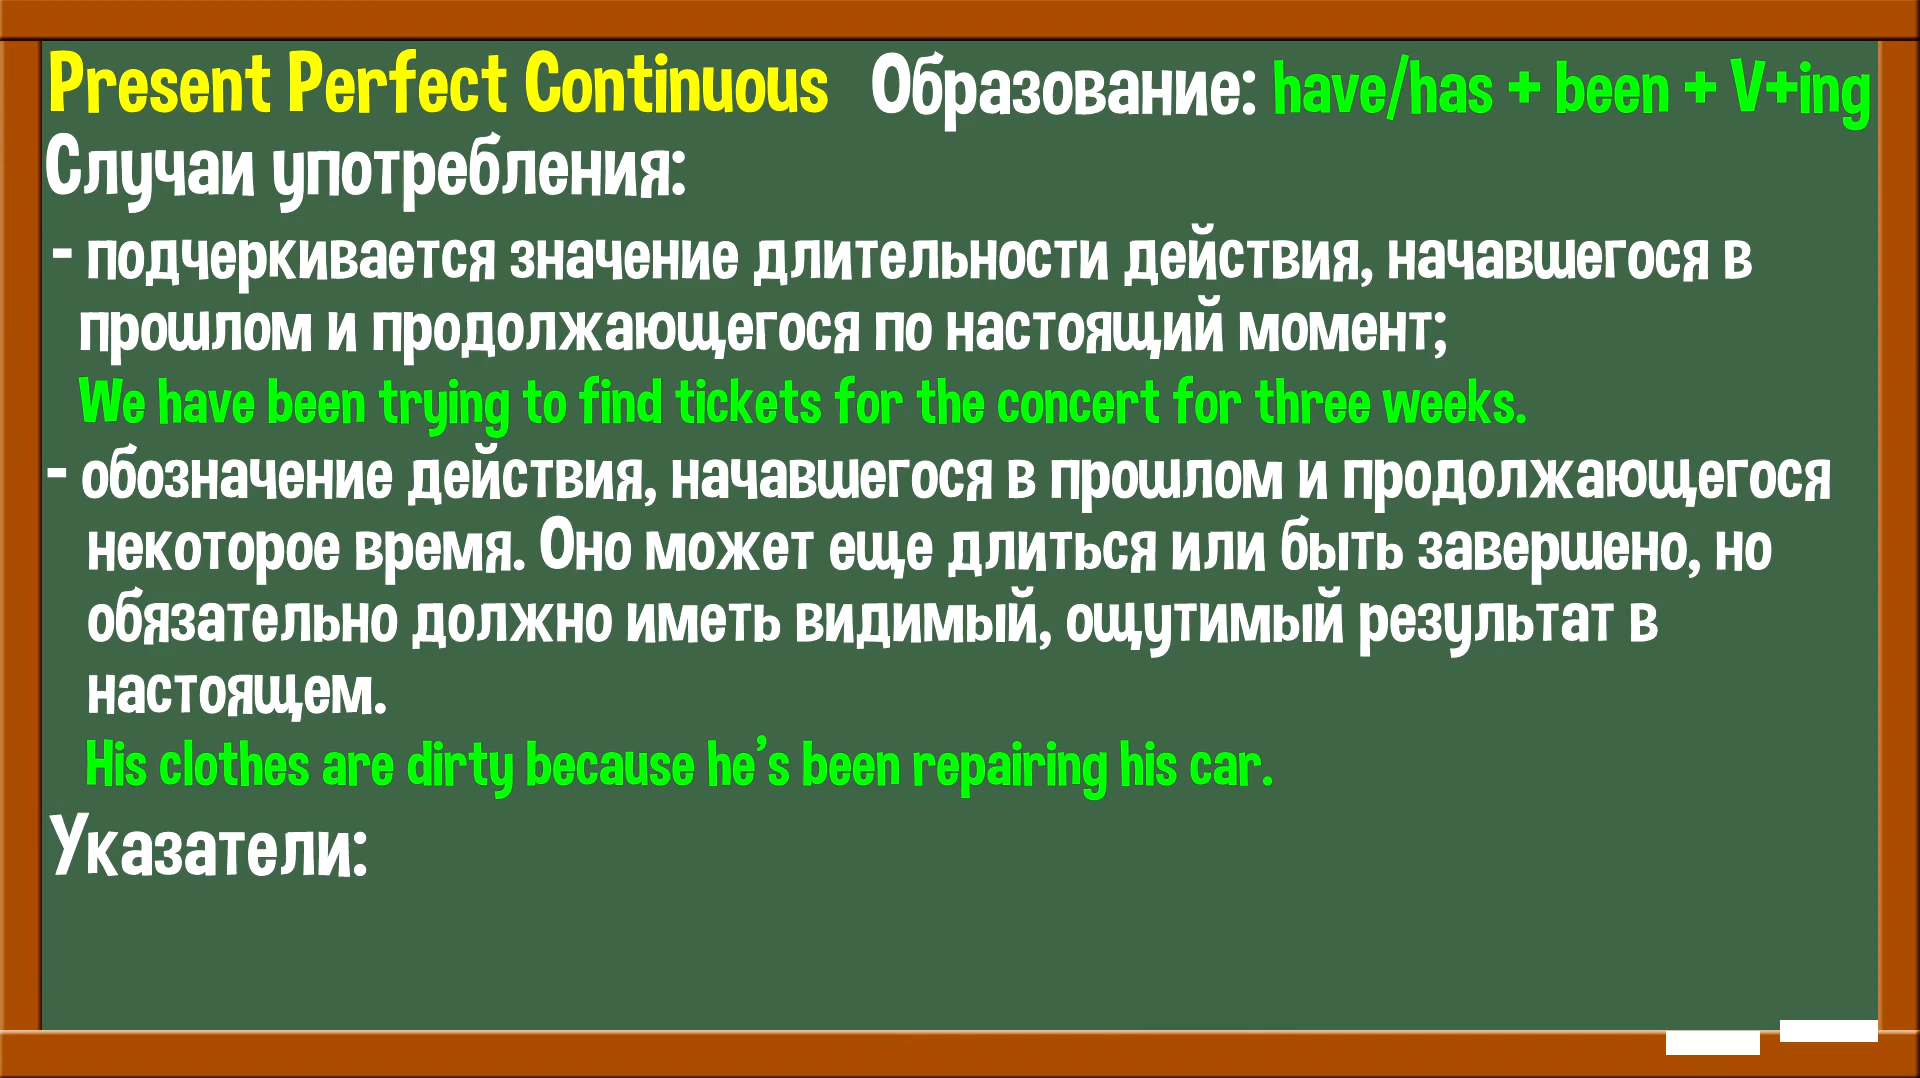 Present Perfect Continuous Образование: have/has + been + V+ing
Случаи употребления:
- подчеркивается значение длительности действия, начавшегося в
прошлом и продолжающегося по настоящий момент;
We have been trying to find tickets for the concert for three weeks.
- обозначение действия, начавшегося в прошлом и продолжающегося
некоторое время. Оно может еще длиться или быть завершено, но
обязательно должно иметь видимый, ощутимый результат в
настоящем.
His clothes are dirty because he's been repairing his car.
Указатели: